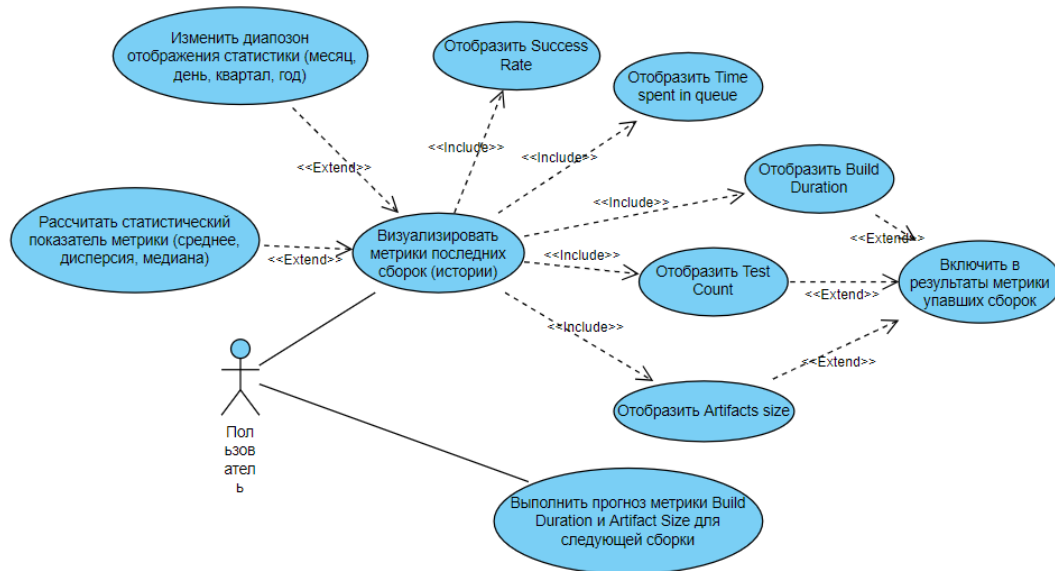 Изменить диапозон
отображения статистики (месяц,
день, квартал, год)
Отобразить Success
Rate
Отобразить Time
spent in queue
<<Include>>
<<Include>>
<<Extend>>
Отобразить Build
Duration
<<Include>>
Рассчитать статистический
показатель метрики (среднее,
дисперсия, медиана)
<<Extend>>
Визуализировать
метрики последних
сборок (истории)
<<Include>>
Отобразить Test
Count
<<Extend>>
<<Extend>>
Включить в
результаты метрики
упавших сборок
<<Include>>
<<Extend>>
Отобразить Artifacts size
Пол
ьзов
ател
ь
Выполнить прогноз метрики Build
Duration и Artifact Size для
следующей сборки